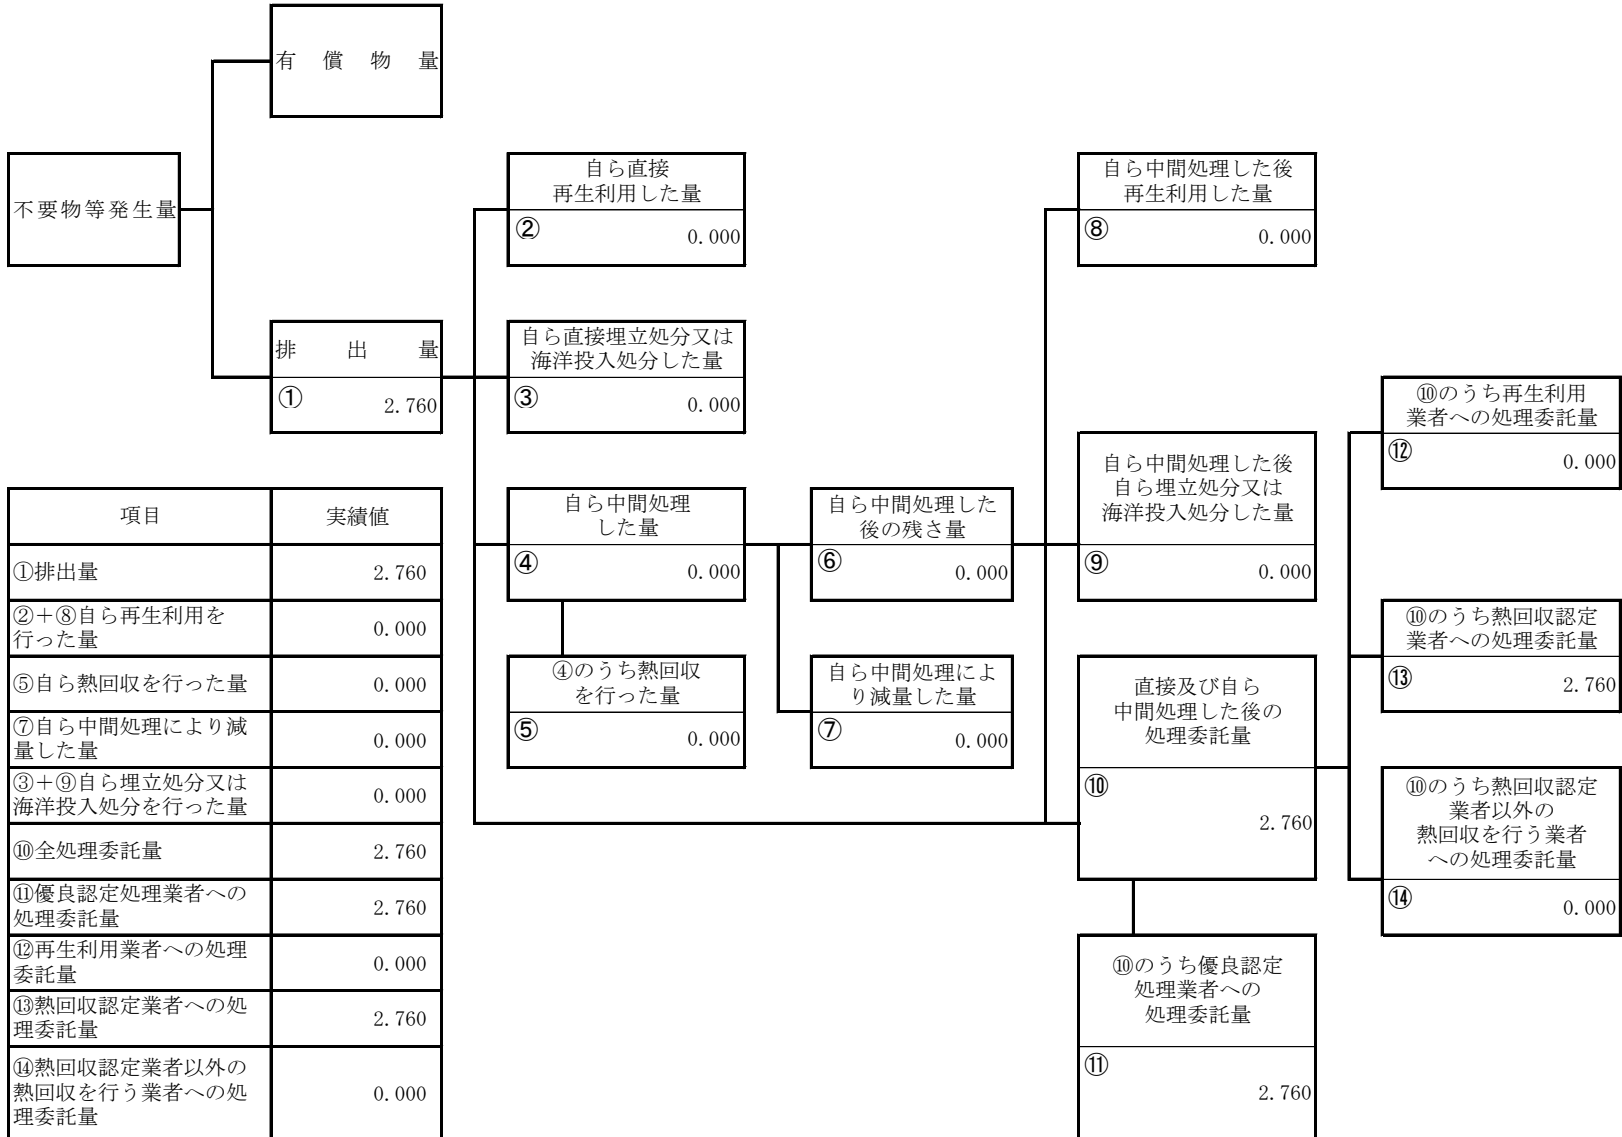 有償物量
不要物等発生量
排出量
① 2.760
自ら直接
再生利用した量
② 0.000
自ら直接埋立処分又は
海洋投入処分した量
③ 0.000
自ら中間処理
した量
④ 0.000
④のうち熱回収
を行った量
⑤ 0.000
自ら中間処理した
後の残さ量
⑥ 0.000
自ら中間処理によ
り減量した量
⑦ 0.000
自ら中間処理した後
再生利用した量
⑧ 0.000
自ら中間処理した後
自ら埋立処分又は
海洋投入処分した量
⑨ 0.000
直接及び自ら
中間処理した後の
処理委託量
⑩
2.760
⑩のうち優良認定
処理業者への
処理委託量
⑪
2.760
⑩のうち再生利用
業者への処理委託量
⑫ 0.000
⑩のうち熱回収認定
業者への処理委託量
⑬ 2.760
⑩のうち熱回収認定
業者以外の
熱回収を行う業者
への処理委託量
⑭ 0.000
項目 実績値
①排出量 2.760
②+⑧自ら再生利用を
行った量 0.000
⑤自ら熱回収を行った量 0.000
⑦自ら中間処理により減
量した量 0.000
③+⑨自ら埋立処分又は
海洋投入処分を行った量 0.000
⑩全処理委託量 2.760
⑪優良認定処理業者への
処理委託量 2.760
⑫再生利用業者への処理
委託量 0.000
⑬熱回収認定業者への処
理委託量 2.760
⑭熱回収認定業者以外の
熱回収を行う業者への処 0.000
理委託量